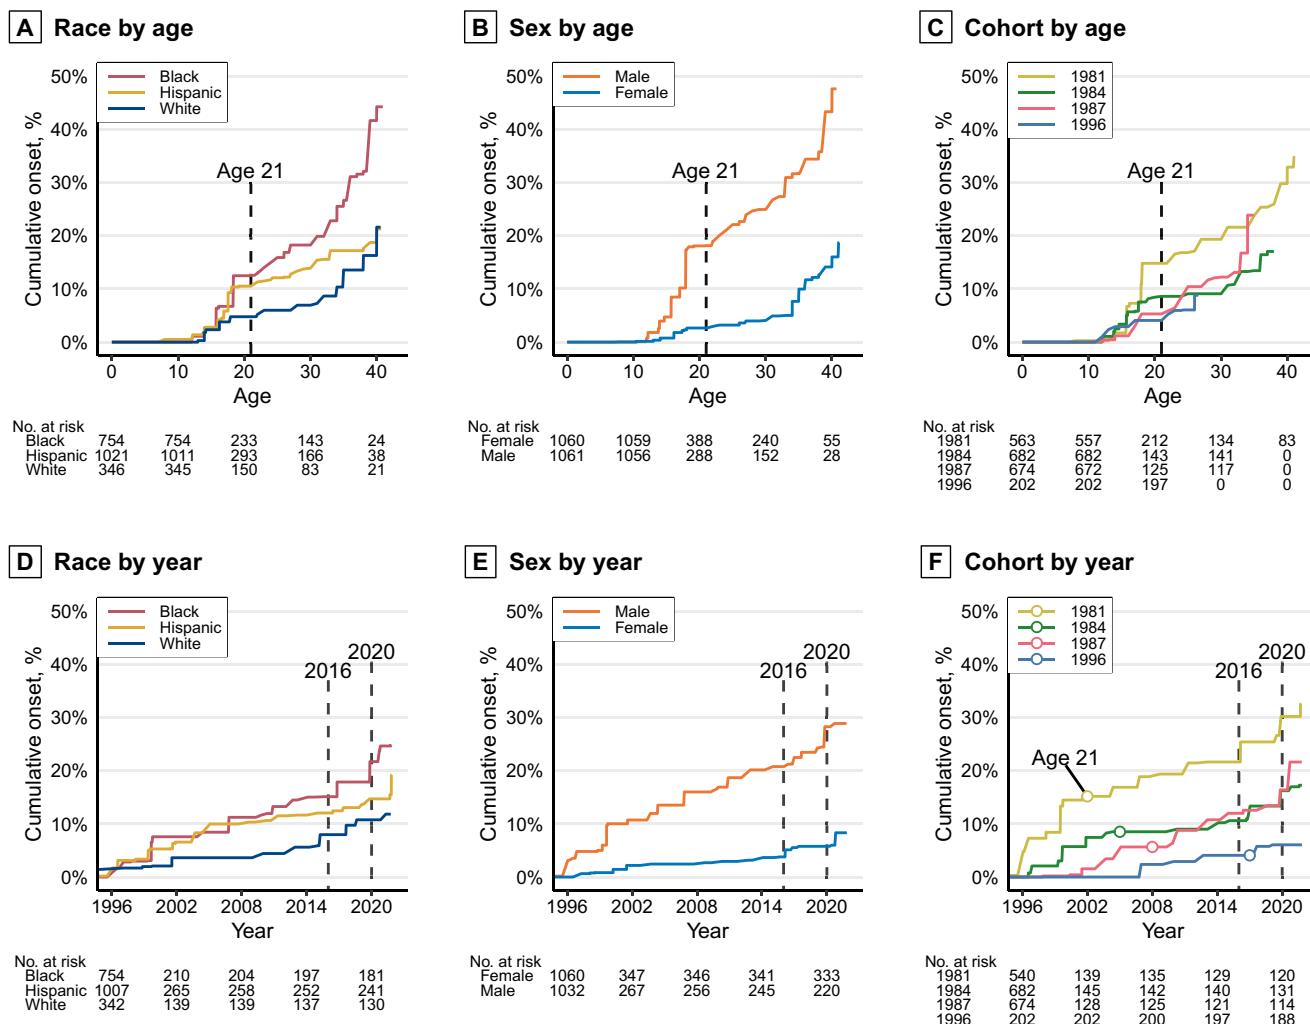 A Race by age
50%
40%
30%
20%
10%
0%
Cumulative onset, %
Black
Hispanic
White
Age 21
0 10 20 30 40
Age
No. at risk
Black 754 754 233 143 24
Hispanic 1021 1011 293 166 38
White 346 345 150 83 21
B Sex by age
50%
40%
30%
20%
10%
0%
Cumulative onset, %
Male
Female
Age 21
0 10 20 30 40
Age
No. at risk
Female 1060 1059 388 240 55
Male 1061 1056 288 152 28
C Cohort by age
50%
40%
30%
20%
10%
0%
Cumulative onset, %
1981
1984
1987
1996
Age 21
0 10 20 30 40
Age
No. at risk
1981 563 557 212 134 83
1984 682 682 143 141 0
1987 674 672 125 117 0
1996 202 202 197 0 0
D Race by year
50%
40%
30%
20%
10%
0%
Cumulative onset, %
Black
Hispanic
White
2020
2016
1996 2002 2008 2014 2020
Year
No. at risk
Black 754 210 204 197 181
Hispanic 1007 265 258 252 241
White 342 139 139 137 130
E Sex by year
50%
40%
30%
20%
10%
0%
Cumulative onset, %
Male
Female
2020
2016
1996 2002 2008 2014 2020
Year
No. at risk
Female 1060 347 346 341 333
Male 1032 267 256 245 220
F Cohort by year
50%
40%
30%
20%
10%
0%
Cumulative onset, %
1981
1984
1987
1996
2020
2016
Age 21
1996 2002 2008 2014 2020
Year
No. at risk
1981 540 139 135 129 120
1984 682 145 142 140 131
1987 674 128 125 121 114
1996 202 202 200 197 188